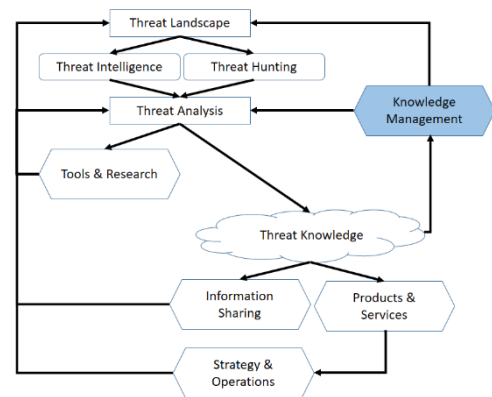 Threat Landscape
Threat Intelligence
Threat Hunting
Threat Analysis
Knowledge
Management
Tools & Research
Threat Knowledge
Information
Sharing
Products &
Services
Strategy &
Operations